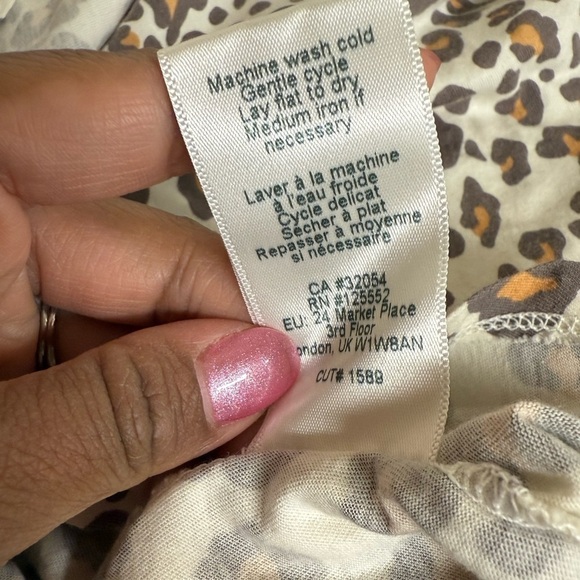 Machine wash cold
Gentle cycle
Lay flat to dry
Medium iron if
necessary
Laver à la machine
à l'eau froide
Cycle delicat
Sécher à plat
Repasser à moyenne
si nécessaire
CA #32054
RN #125552
EU: 24 Market Place
3rd Floor
ondon, UK W1W8AN
CUT# 1589